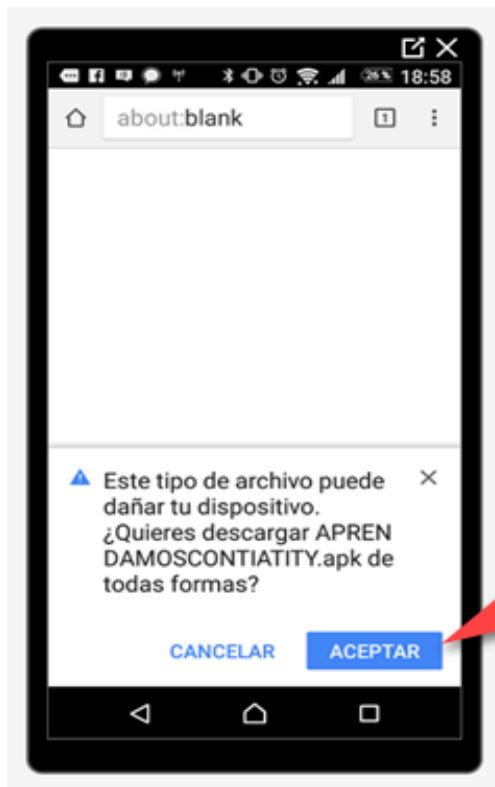 26% 18:58
about:blank 1
Este tipo de archivo puede
dañar tu dispositivo.
¿Quieres descargar APREN
DAMOSCONTIATITY.apk de
todas formas?
CANCELAR ACEPTAR